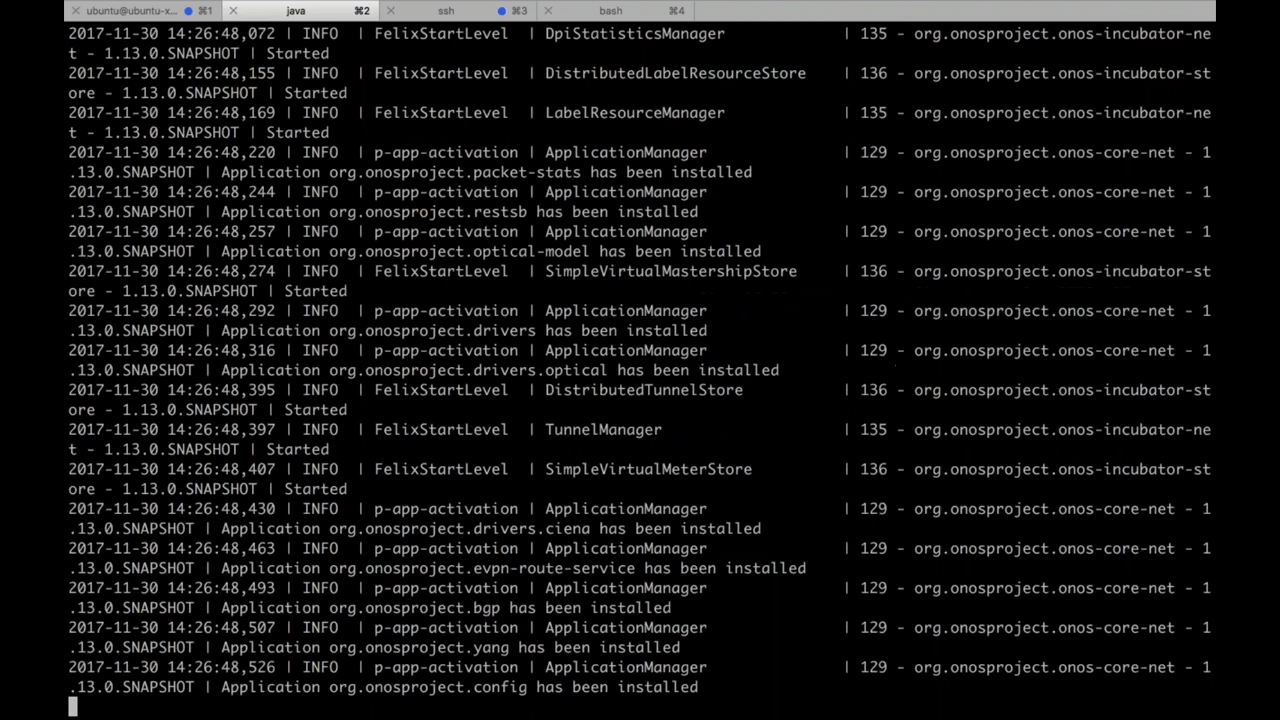 ubuntu@ubuntu-x... ⌘1 java ⌘2 ssh ⌘3 bash ⌘4
2017-11-30 14:26:48,072 | INFO  | FelixStartLevel  | DpiStatisticsManager             | 135 - org.onosproject.onos-incubator-ne
t - 1.13.0.SNAPSHOT | Started
2017-11-30 14:26:48,155 | INFO  | FelixStartLevel  | DistributedLabelResourceStore    | 136 - org.onosproject.onos-incubator-st
ore - 1.13.0.SNAPSHOT | Started
2017-11-30 14:26:48,169 | INFO  | FelixStartLevel  | LabelResourceManager             | 135 - org.onosproject.onos-incubator-ne
t - 1.13.0.SNAPSHOT | Started
2017-11-30 14:26:48,220 | INFO  | p-app-activation | ApplicationManager               | 129 - org.onosproject.onos-core-net - 1
.13.0.SNAPSHOT | Application org.onosproject.packet-stats has been installed
2017-11-30 14:26:48,244 | INFO  | p-app-activation | ApplicationManager               | 129 - org.onosproject.onos-core-net - 1
.13.0.SNAPSHOT | Application org.onosproject.restsb has been installed
2017-11-30 14:26:48,257 | INFO  | p-app-activation | ApplicationManager               | 129 - org.onosproject.onos-core-net - 1
.13.0.SNAPSHOT | Application org.onosproject.optical-model has been installed
2017-11-30 14:26:48,274 | INFO  | FelixStartLevel  | SimpleVirtualMastershipStore     | 136 - org.onosproject.onos-incubator-st
ore - 1.13.0.SNAPSHOT | Started
2017-11-30 14:26:48,292 | INFO  | p-app-activation | ApplicationManager               | 129 - org.onosproject.onos-core-net - 1
.13.0.SNAPSHOT | Application org.onosproject.drivers has been installed
2017-11-30 14:26:48,316 | INFO  | p-app-activation | ApplicationManager               | 129 - org.onosproject.onos-core-net - 1
.13.0.SNAPSHOT | Application org.onosproject.drivers.optical has been installed
2017-11-30 14:26:48,395 | INFO  | FelixStartLevel  | DistributedTunnelStore           | 136 - org.onosproject.onos-incubator-st
ore - 1.13.0.SNAPSHOT | Started
2017-11-30 14:26:48,397 | INFO  | FelixStartLevel  | TunnelManager                    | 135 - org.onosproject.onos-incubator-ne
t - 1.13.0.SNAPSHOT | Started
2017-11-30 14:26:48,407 | INFO  | FelixStartLevel  | SimpleVirtualMeterStore          | 136 - org.onosproject.onos-incubator-st
ore - 1.13.0.SNAPSHOT | Started
2017-11-30 14:26:48,430 | INFO  | p-app-activation | ApplicationManager               | 129 - org.onosproject.onos-core-net - 1
.13.0.SNAPSHOT | Application org.onosproject.drivers.ciena has been installed
2017-11-30 14:26:48,463 | INFO  | p-app-activation | ApplicationManager               | 129 - org.onosproject.onos-core-net - 1
.13.0.SNAPSHOT | Application org.onosproject.evpn-route-service has been installed
2017-11-30 14:26:48,493 | INFO  | p-app-activation | ApplicationManager               | 129 - org.onosproject.onos-core-net - 1
.13.0.SNAPSHOT | Application org.onosproject.bgp has been installed
2017-11-30 14:26:48,507 | INFO  | p-app-activation | ApplicationManager               | 129 - org.onosproject.onos-core-net - 1
.13.0.SNAPSHOT | Application org.onosproject.yang has been installed
2017-11-30 14:26:48,526 | INFO  | p-app-activation | ApplicationManager               | 129 - org.onosproject.onos-core-net - 1
.13.0.SNAPSHOT | Application org.onosproject.config has been installed